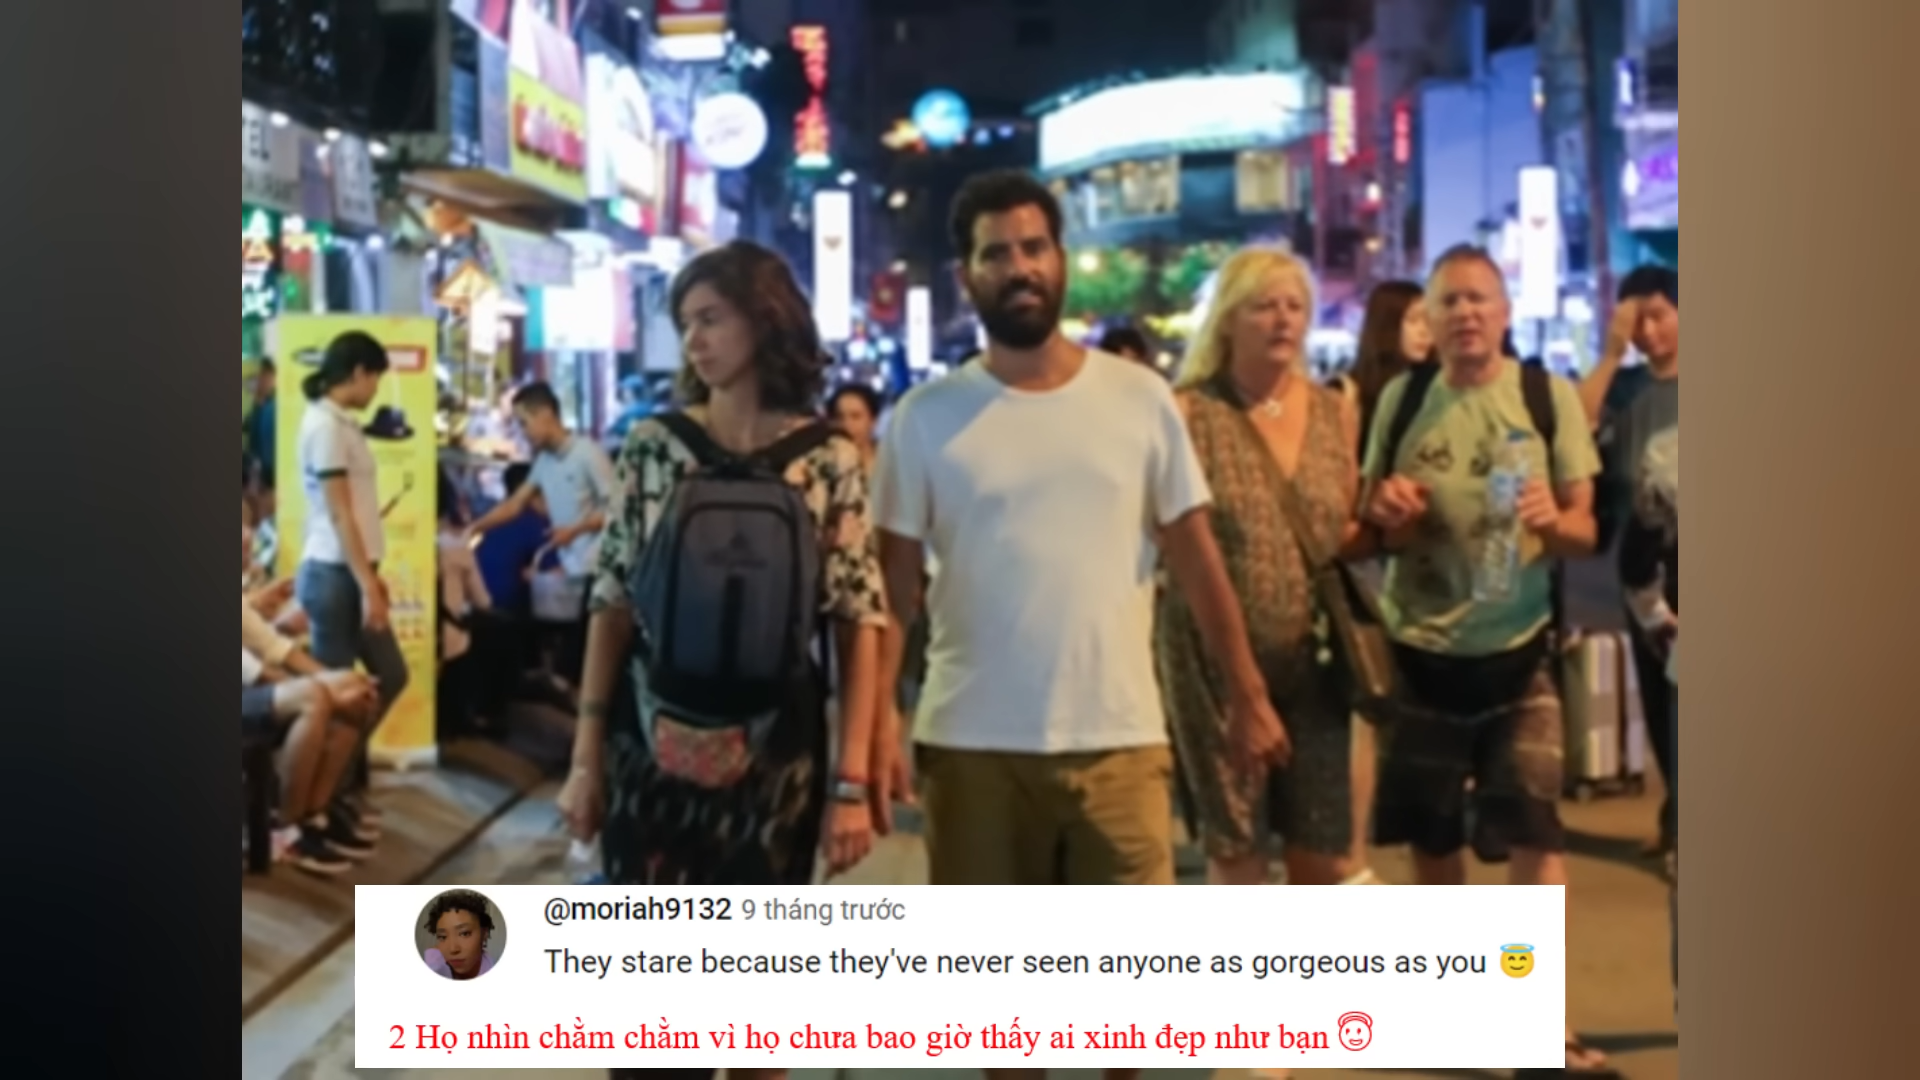 @moriah9132 9 tháng trước
They stare because they've never seen anyone as gorgeous as you 😇
2 Họ nhìn chằm chằm vì họ chưa bao giờ thấy ai xinh đẹp như bạn 😇